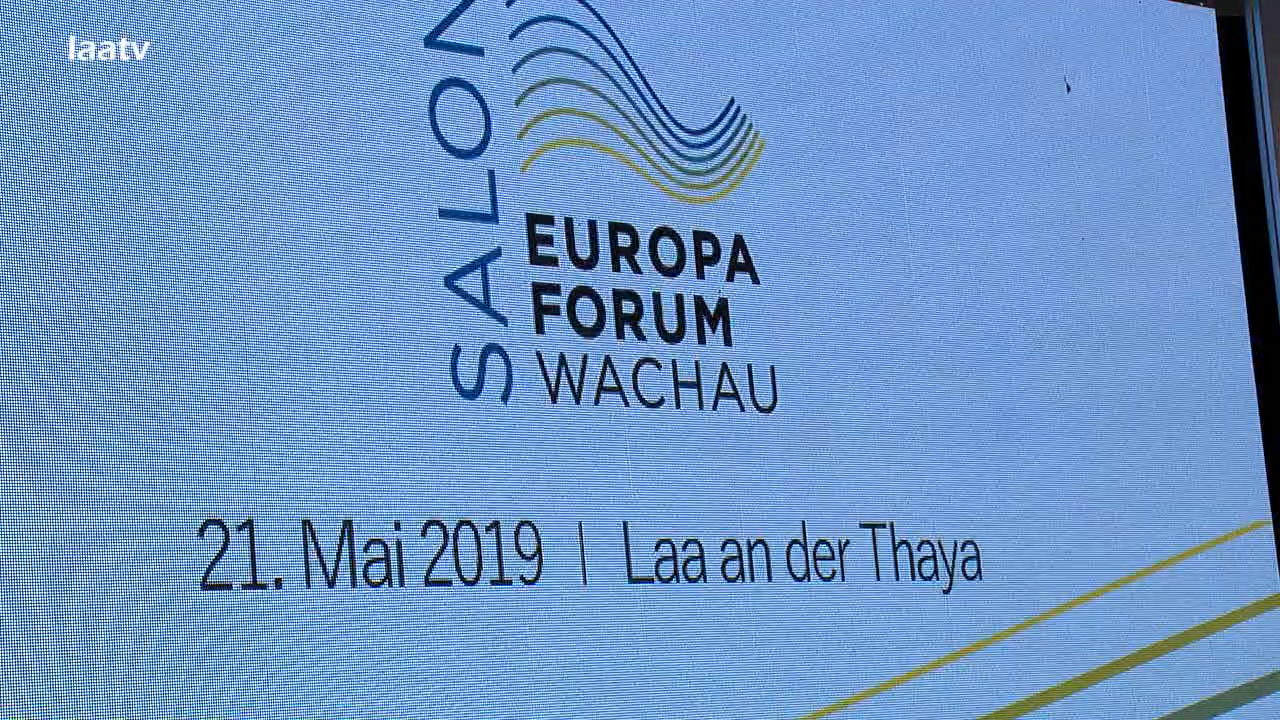 laatv
SALON
EUROPA
FORUM
WACHAU
21. Mai 2019 | Laa an der Thaya